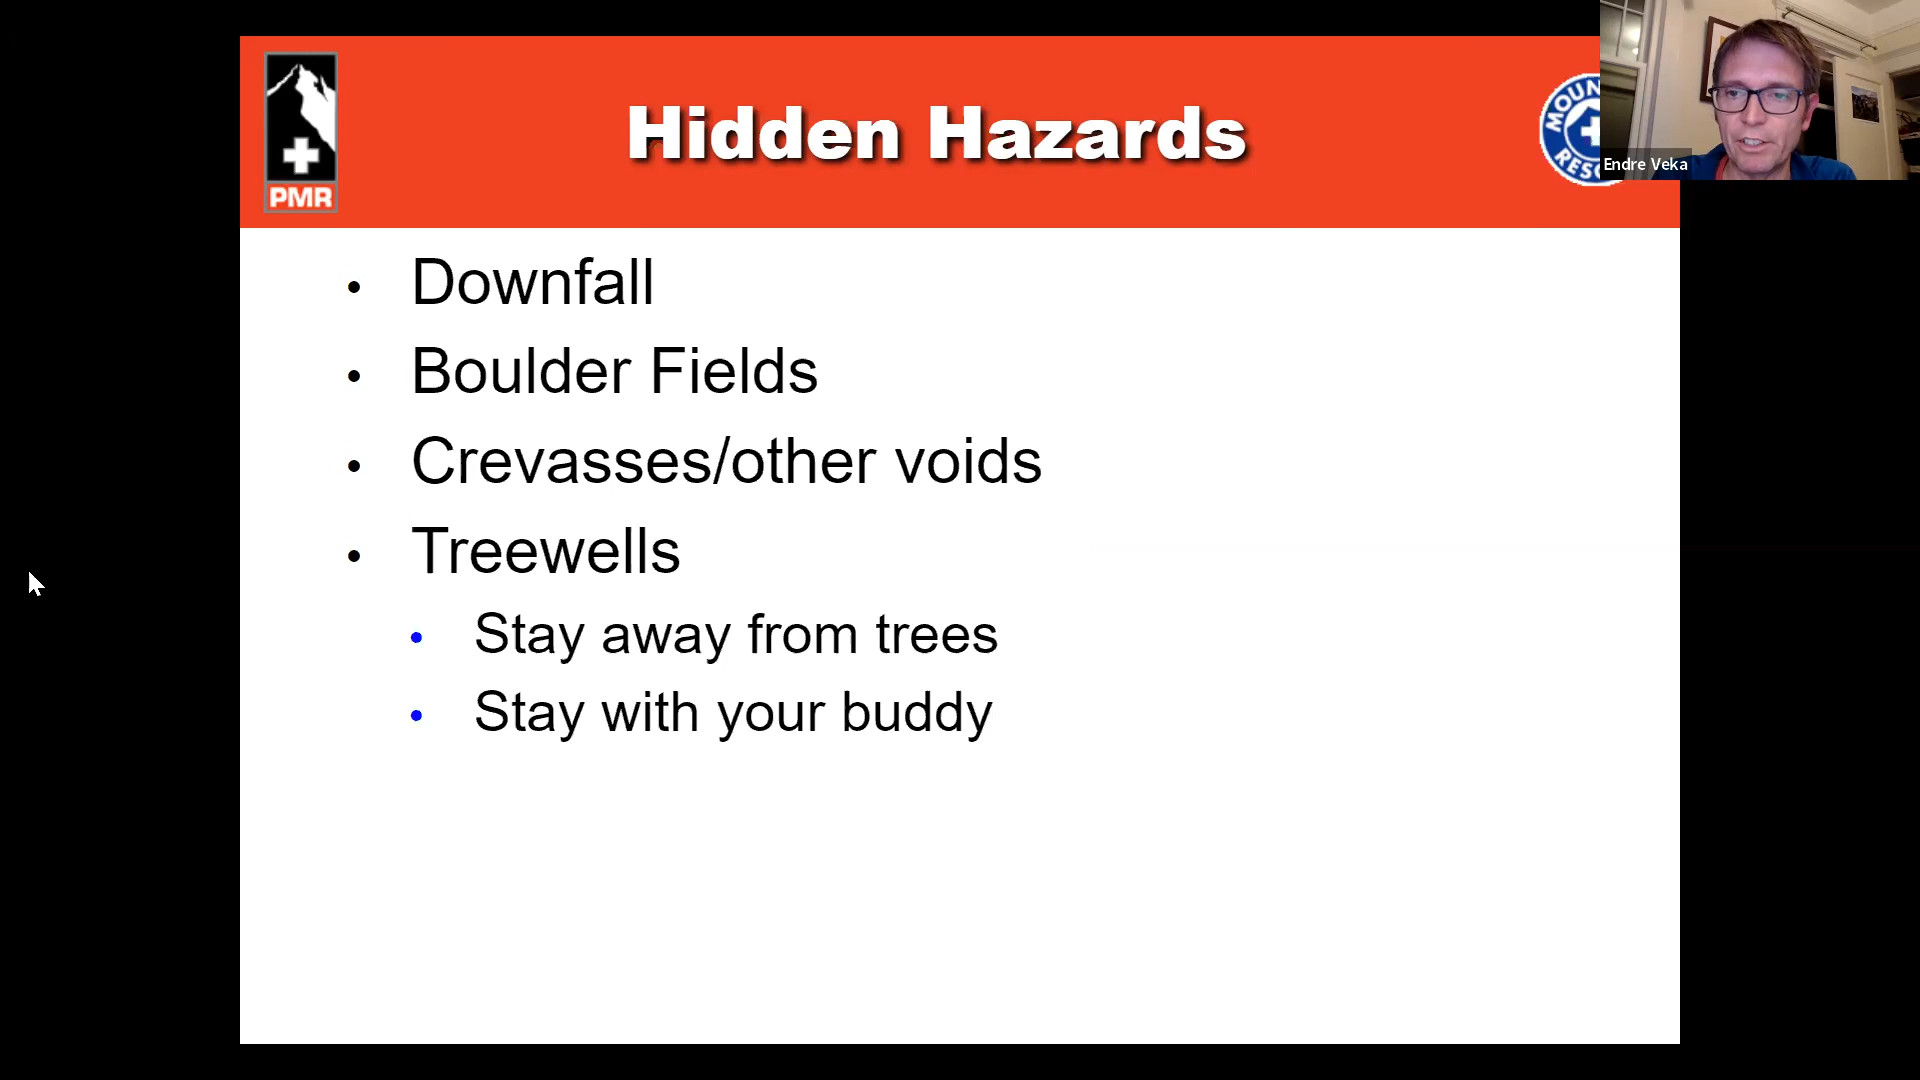 PMR
Hidden Hazards
Endre Veka
• Downfall
• Boulder Fields
• Crevasses/other voids
• Treewells
• Stay away from trees
• Stay with your buddy